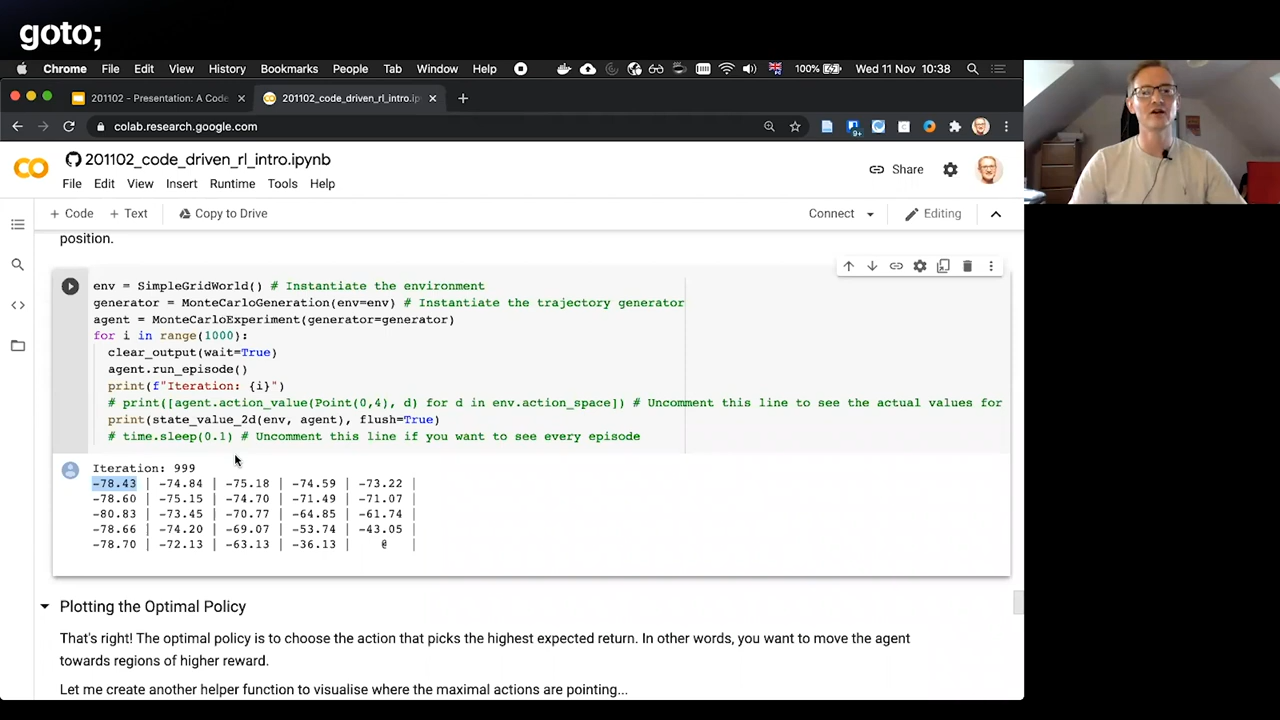 goto;
Chrome File Edit View History Bookmarks People Tab Window Help 100% Wed 11 Nov 10:38
201102 - Presentation: A Code 201102_code_driven_rl_intro.ip
colab.research.google.com
201102_code_driven_rl_intro.ipynb
Share
File Edit View Insert Runtime Tools Help
+ Code + Text Copy to Drive Connect Editing
position.
env = SimpleGridWorld() # Instantiate the environment
generator = MonteCarloGeneration(env=env) # Instantiate the trajectory generator
agent = MonteCarloExperiment(generator=generator)
for i in range(1000):
clear_output(wait=True)
agent.run_episode()
print(f"Iteration: {i}")
# print([agent.action_value(Point(0,4), d) for d in env.action_space]) # Uncomment this line to see the actual values for
print(state_value_2d(env, agent), flush=True)
# time.sleep(0.1) # Uncomment this line if you want to see every episode
Iteration: 999
-78.43 | -74.84 | -75.18 | -74.59 | -73.22 |
-78.60 | -75.15 | -74.70 | -71.49 | -71.07 |
-80.83 | -73.45 | -70.77 | -64.85 | -61.74 |
-78.66 | -74.20 | -69.07 | -53.74 | -43.05 |
-78.70 | -72.13 | -63.13 | -36.13 | @ |
Plotting the Optimal Policy
That's right! The optimal policy is to choose the action that picks the highest expected return. In other words, you want to move the agent
towards regions of higher reward.
Let me create another helper function to visualise where the maximal actions are pointing...